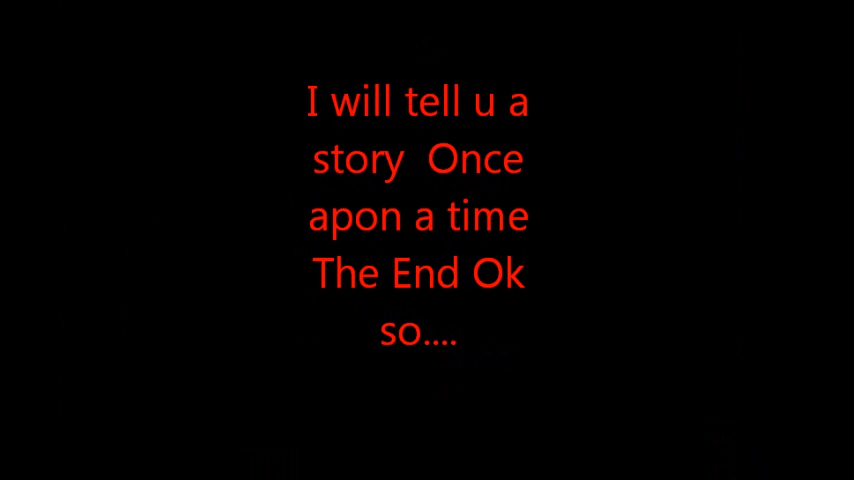 I will tell u a
story  Once
apon a time
The End Ok
so....